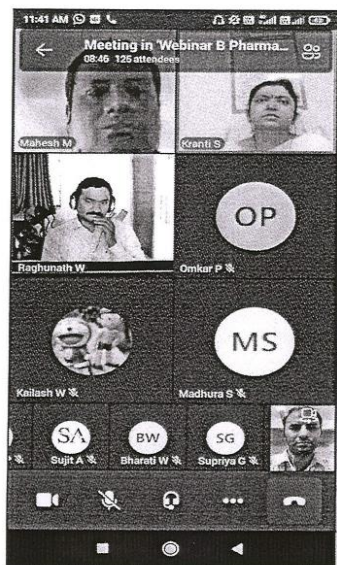 11:41 AM
Meeting in 'Webinar B Pharma...
08:46 125 attendees
Mahesh M
Kranti S
Raghunath W
OP
Omkar P
Kailash W
MS
Madhura S
SA
Sujit A
BW
Bharati W
SG
Supriya G